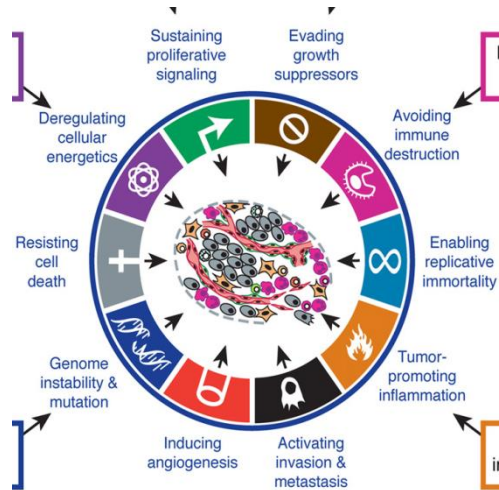 Sustaining
proliferative
signaling
Evading
growth
suppressors
Deregulating
cellular
energetics
Avoiding
immune
destruction
Resisting
cell
death
Enabling
replicative
immortality
Genome
instability &
mutation
Tumor-
promoting
inflammation
Inducing
angiogenesis
Activating
invasion &
metastasis
in